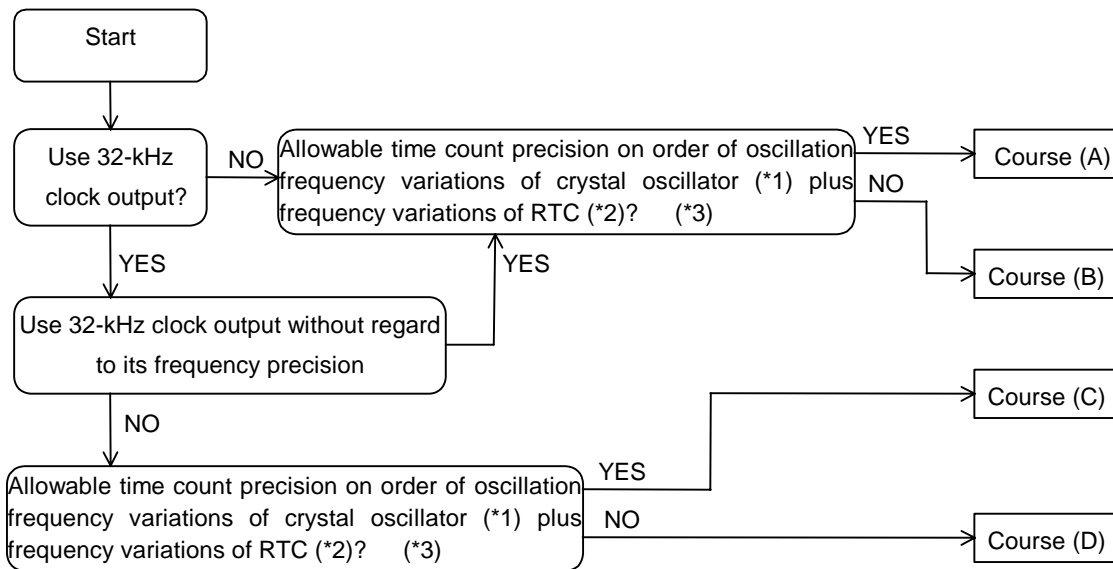 Start
Use 32-kHz
clock output?
NO
Allowable time count precision on order of oscillation
frequency variations of crystal oscillator (*1) plus
frequency variations of RTC (*2)? (*3)
YES
Course (A)
NO
Course (B)
YES
YES
Use 32-kHz clock output without regard
to its frequency precision
NO
Course (C)
Allowable time count precision on order of oscillation
frequency variations of crystal oscillator (*1) plus
frequency variations of RTC (*2)? (*3)
YES
NO
Course (D)